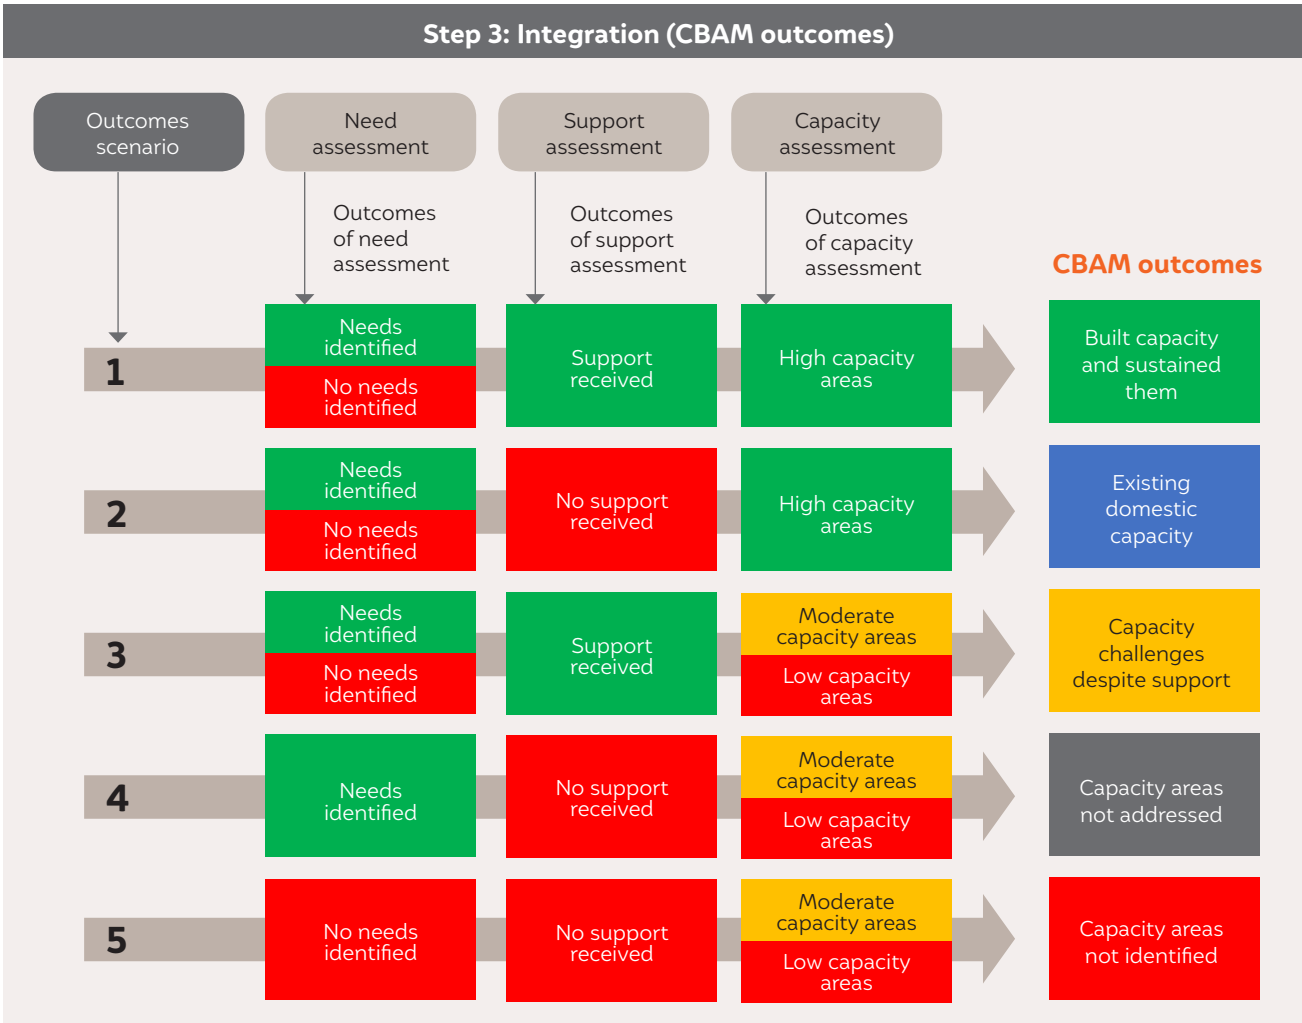 Step 3: Integration (CBAM outcomes)
Outcomes
scenario
Need
assessment
Support
assessment
Capacity
assessment
Outcomes
of need
assessment
Outcomes
of support
assessment
Outcomes
of capacity
assessment
CBAM outcomes
1
Needs
identified
No needs
identified
Support
received
High capacity
areas
Built capacity
and sustained
them
2
Needs
identified
No needs
identified
No support
received
High capacity
areas
Existing
domestic
capacity
3
Needs
identified
No needs
identified
Support
received
Moderate
capacity areas
Low capacity
areas
Capacity
challenges
despite support
4
Needs
identified
No support
received
Moderate
capacity areas
Low capacity
areas
Capacity areas
not addressed
5
No needs
identified
No support
received
Moderate
capacity areas
Low capacity
areas
Capacity areas
not identified